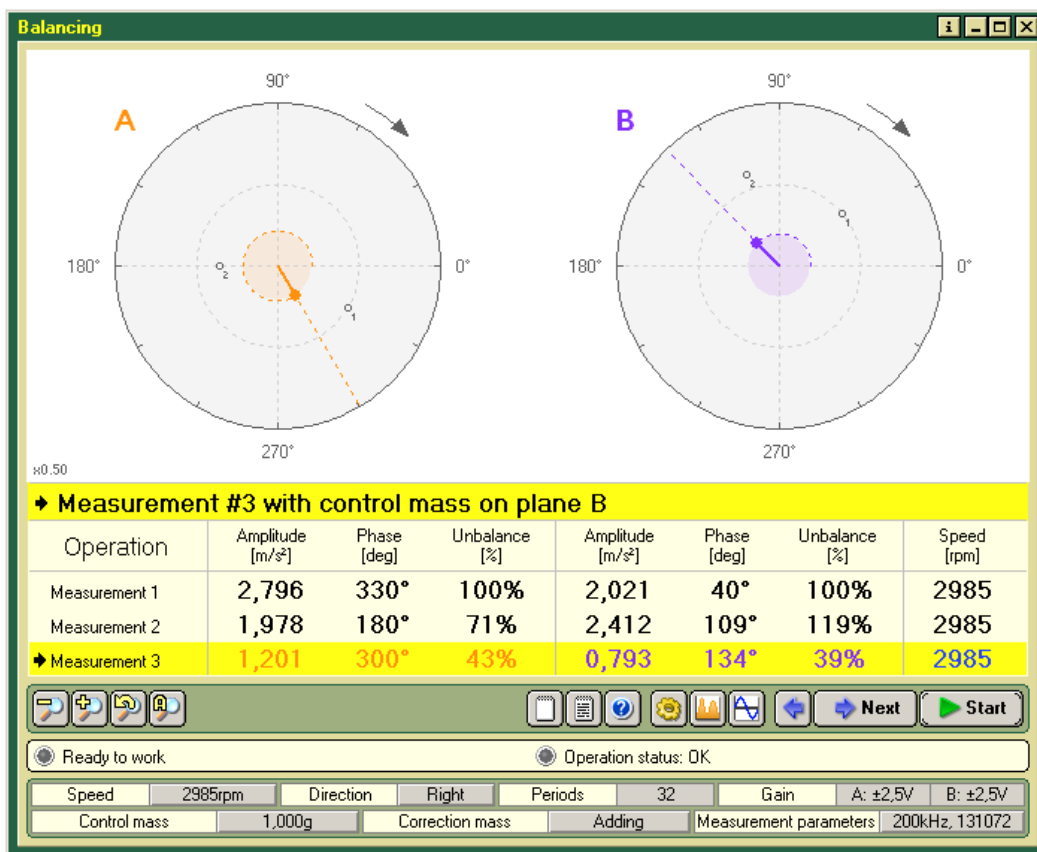 Balancing
90° 90°
A B
2 2
1 1
180° 0° 180° 0°
270° 270°
x0.50
Measurement #3 with control mass on plane B
Operation Amplitude [m/s²] Phase [deg] Unbalance [%] Amplitude [m/s²] Phase [deg] Unbalance [%] Speed [rpm]
Measurement 1 2,796 330° 100% 2,021 40° 100% 2985
Measurement 2 1,978 180° 71% 2,412 109° 119% 2985
Measurement 3 1,201 300° 43% 0,793 134° 39% 2985
Next Start
Ready to work Operation status: OK
Speed 2985rpm Direction Right Periods 32 Gain A: ±2,5V B: ±2,5V
Control mass 1,000g Correction mass Adding Measurement parameters 200kHz, 131072